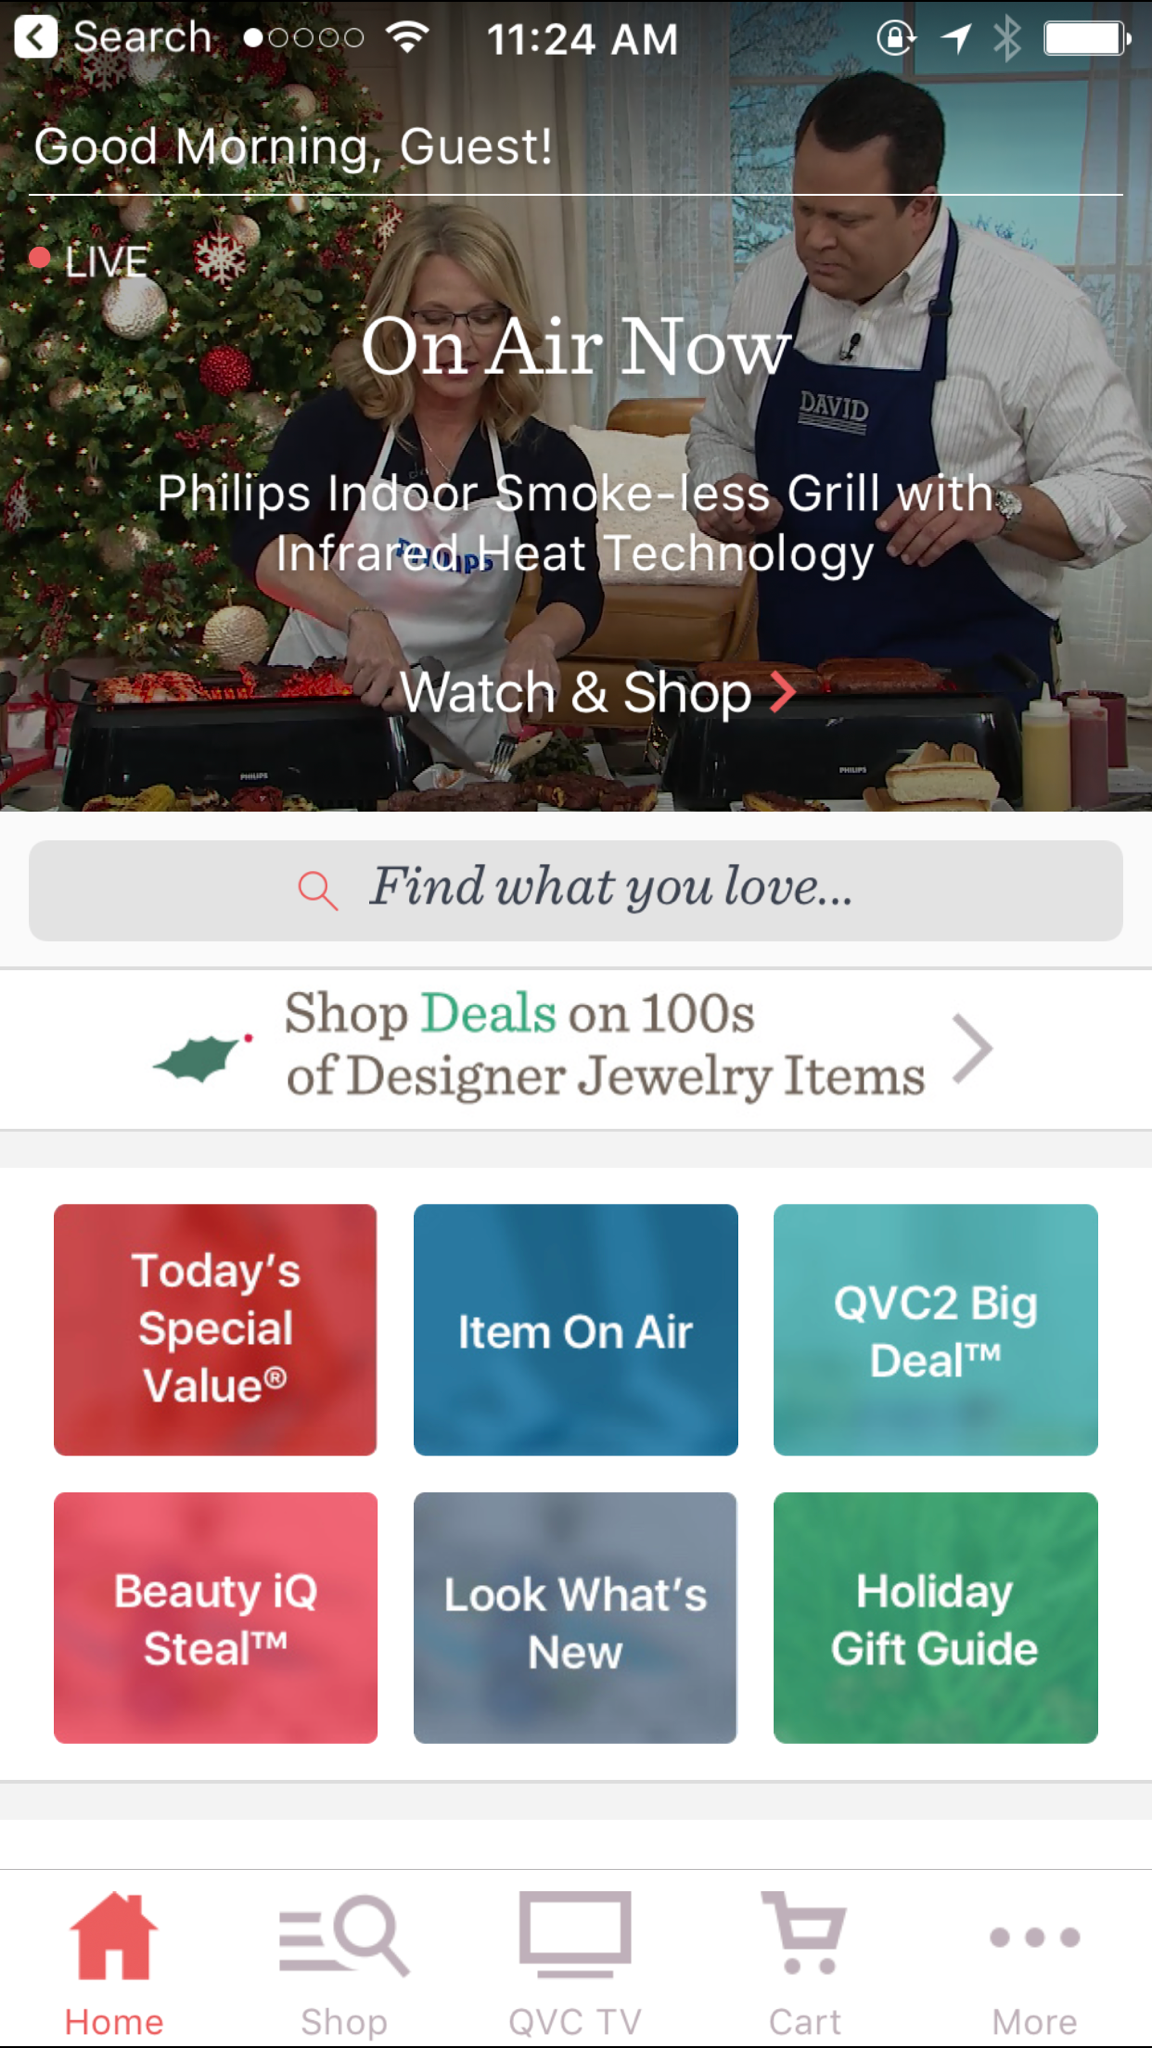 Search 11:24 AM
Good Morning, Guest!
LIVE
On Air Now
DAVID
Philips Indoor Smoke-less Grill with
Infrared Heat Technology
Watch & Shop
PHILIPS
PHILIPS
Find what you love...
Shop Deals on 100s
of Designer Jewelry Items
Today's
Special
Value®
Item On Air
QVC2 Big
Deal™
Beauty iQ
Steal™
Look What's
New
Holiday
Gift Guide
Home Shop QVC TV Cart More